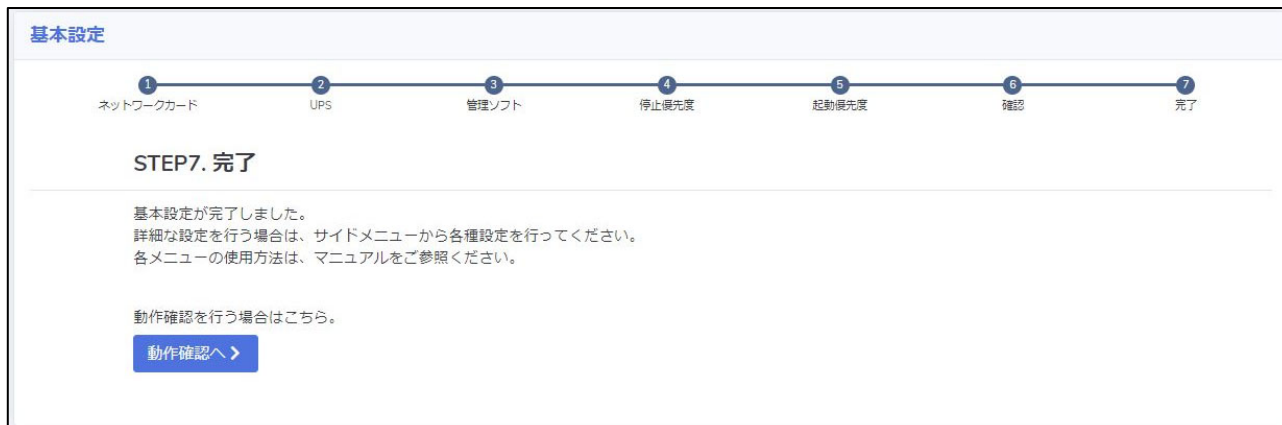 基本設定
1 2 3 4 5 6 7
ネットワークカード UPS 管理ソフト 停止優先度 起動優先度 確認 完了
STEP7. 完了
基本設定が完了しました。
詳細な設定を行う場合は、サイドメニューから各種設定を行ってください。
各メニューの使用方法は、マニュアルをご参照ください。
動作確認を行う場合はこちら。
動作確認へ